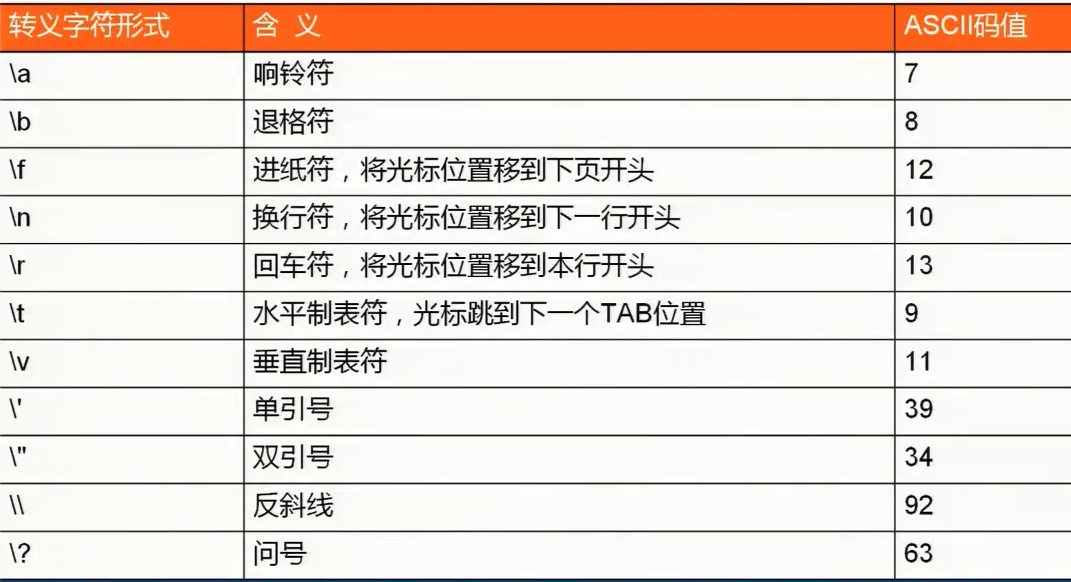 转义字符形式 含 义 ASCII码值
\a 响铃符 7
\b 退格符 8
\f 进纸符，将光标位置移到下页开头 12
\n 换行符，将光标位置移到下一行开头 10
\r 回车符，将光标位置移到本行开头 13
\t 水平制表符，光标跳到下一个TAB位置 9
\v 垂直制表符 11
\' 单引号 39
\" 双引号 34
\\ 反斜线 92
\? 问号 63